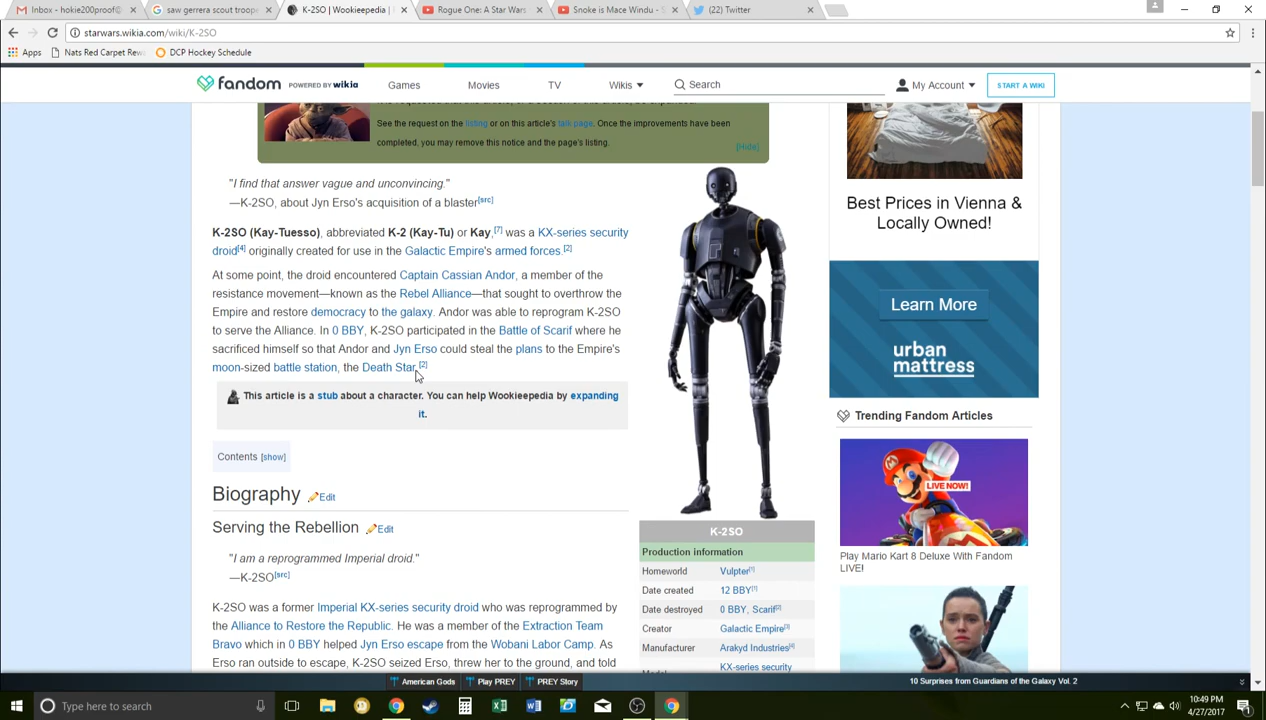 Inbox - hokie200proof@
saw gerrera scout troope
K-2SO | Wookieepedia |
Rogue One: A Star Wars
Snoke is Mace Windu - S
(22) Twitter
starwars.wikia.com/wiki/K-2SO
Apps
Nats Red Carpet Rew
DCP Hockey Schedule
fandom POWERED BY wikia
Games
Movies
TV
Wikis
Search
My Account
START A WIKI
See the request on the listing or on this article's talk page. Once the improvements have been
completed, you may remove this notice and the page's listing.
[Hide]
"I find that answer vague and unconvincing."
—K-2SO, about Jyn Erso's acquisition of a blaster[src]
K-2SO (Kay-Tuesso), abbreviated K-2 (Kay-Tu) or Kay,[7] was a KX-series security
droid[4] originally created for use in the Galactic Empire's armed forces.[2]
At some point, the droid encountered Captain Cassian Andor, a member of the
resistance movement—known as the Rebel Alliance—that sought to overthrow the
Empire and restore democracy to the galaxy. Andor was able to reprogram K-2SO
to serve the Alliance. In 0 BBY, K-2SO participated in the Battle of Scarif where he
sacrificed himself so that Andor and Jyn Erso could steal the plans to the Empire's
moon-sized battle station, the Death Star.[2]
This article is a stub about a character. You can help Wookieepedia by expanding
it.
Contents [show]
Biography Edit
Serving the Rebellion Edit
"I am a reprogrammed Imperial droid."
—K-2SO[src]
K-2SO was a former Imperial KX-series security droid who was reprogrammed by
the Alliance to Restore the Republic. He was a member of the Extraction Team
Bravo which in 0 BBY helped Jyn Erso escape from the Wobani Labor Camp. As
Erso ran outside to escape, K-2SO seized Erso, threw her to the ground, and told
K-2SO
Production information
Homeworld Vulpter[1]
Date created 12 BBY[1]
Date destroyed 0 BBY, Scarif[2]
Creator Galactic Empire[3]
Manufacturer Arakyd Industries[4]
KX-series security
Best Prices in Vienna &
Locally Owned!
Learn More
urban
mattress
Trending Fandom Articles
LIVE NOW!
Play Mario Kart 8 Deluxe With Fandom
LIVE!
American Gods
Play PREY
PREY Story
10 Surprises from Guardians of the Galaxy Vol. 2
Type here to search
10:49 PM
4/27/2017